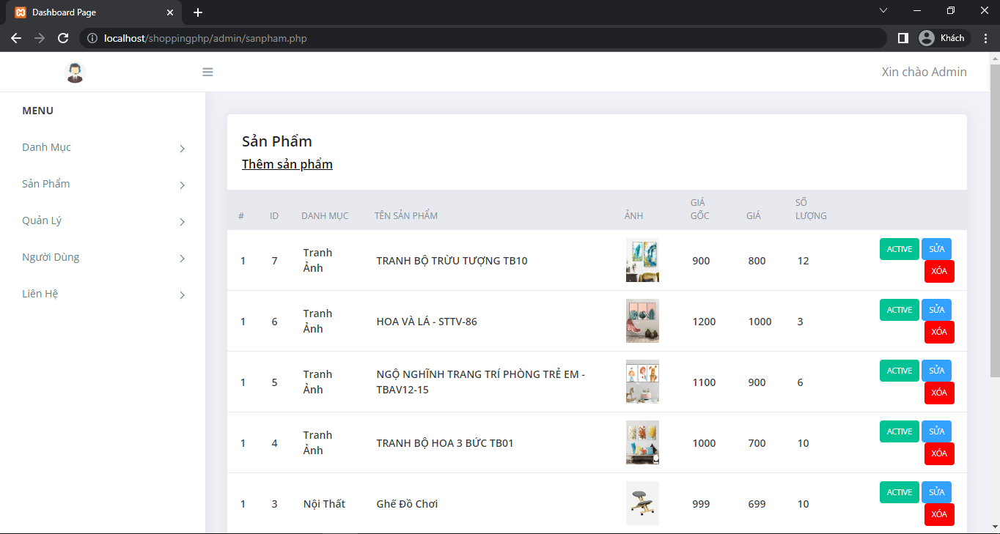 Dashboard Page
localhost/shoppingphp/admin/sanpham.php
Khách
Xin chào Admin
MENU
Danh Mục
Sản Phẩm
Quản Lý
Người Dùng
Liên Hệ
Sản Phẩm
Thêm sản phẩm
# ID DANH MỤC TÊN SẢN PHẨM ẢNH GIÁ GỐC GIÁ SỐ LƯỢNG
1 7 Tranh Ảnh TRANH BỘ TRỪU TƯỢNG TB10 900 800 12 ACTIVE SỬA
XÓA
1 6 Tranh Ảnh HOA VÀ LÁ - STTV-86 1200 1000 3 ACTIVE SỬA
XÓA
1 5 Tranh Ảnh NGỘ NGHĨNH TRANG TRÍ PHÒNG TRẺ EM - TBAV12-15 1100 900 6 ACTIVE SỬA
XÓA
1 4 Tranh Ảnh TRANH BỘ HOA 3 BỨC TB01 1000 700 10 ACTIVE SỬA
XÓA
1 3 Nội Thất Ghế Đồ Chơi 999 699 10 ACTIVE SỬA
XÓA